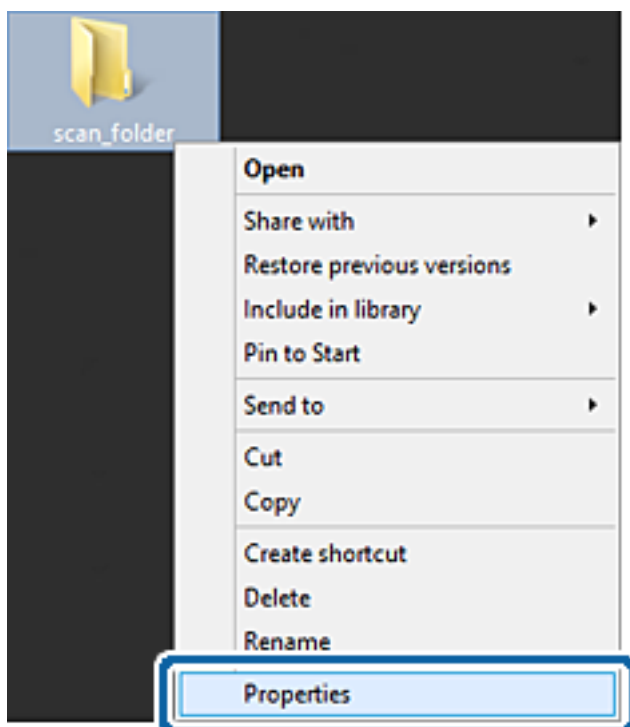 scan_folder
Open
Share with
Restore previous versions
Include in library
Pin to Start
Send to
Cut
Copy
Create shortcut
Delete
Rename
Properties